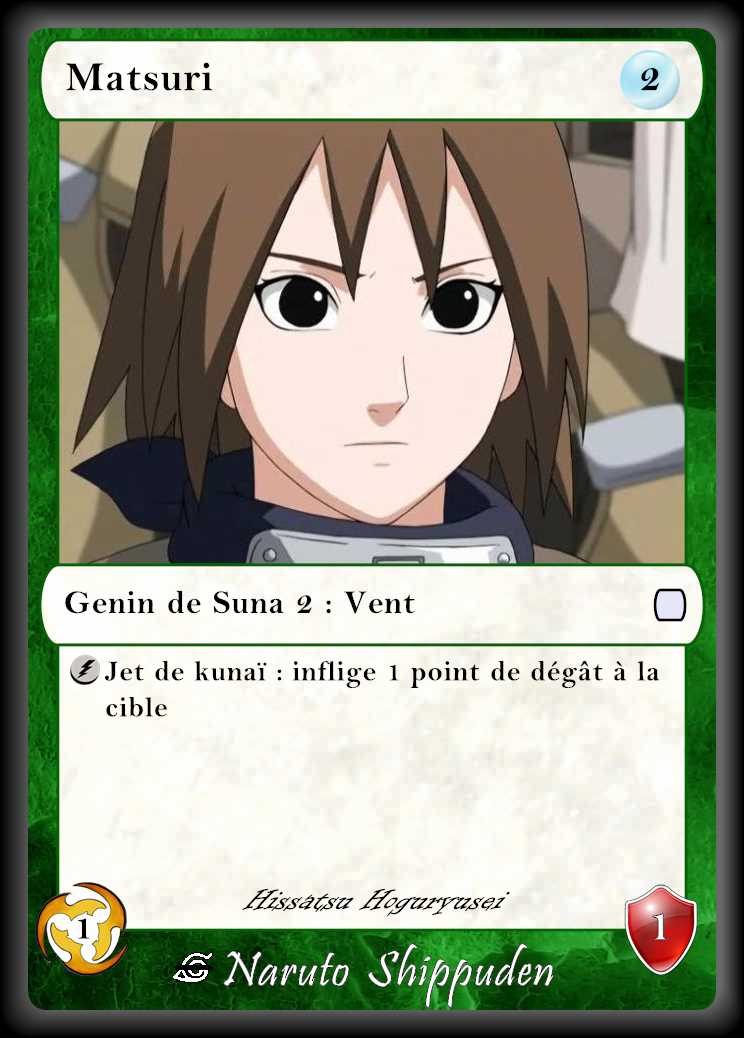 Matsuri
2
Genin de Suna 2 : Vent
Jet de kunaï : inflige 1 point de dégât à la
cible
Hissatsu Hoguryusei
1
1
Naruto Shippuden